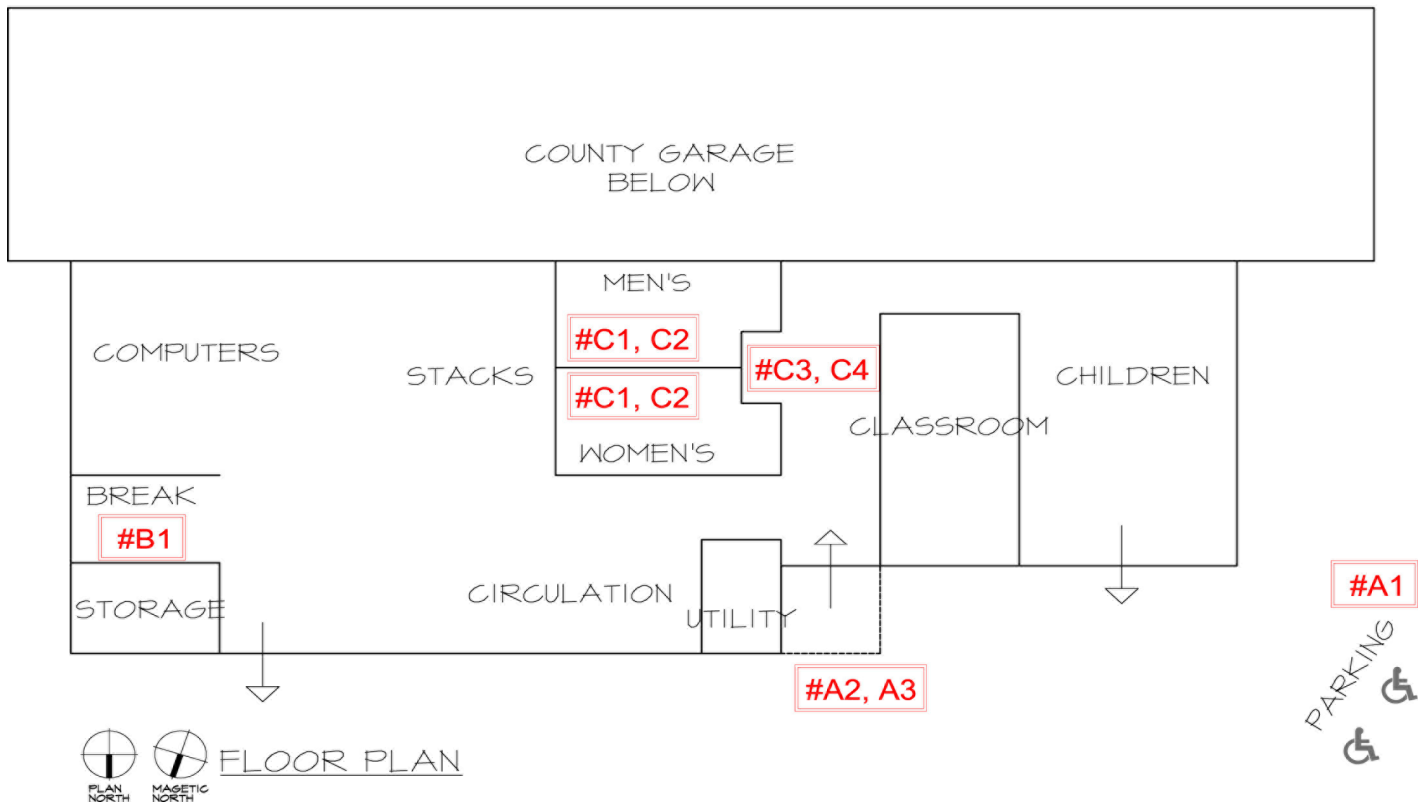 COUNTY GARAGE
BELOW
MEN'S
#C1, C2
COMPUTERS
STACKS
#C3, C4
CHILDREN
#C1, C2
CLASSROOM
WOMEN'S
BREAK
#B1
#A1
CIRCULATION
STORAGE
UTILITY
PARKING
#A2, A3
FLOOR PLAN
PLAN
NORTH
MAGETIC
NORTH